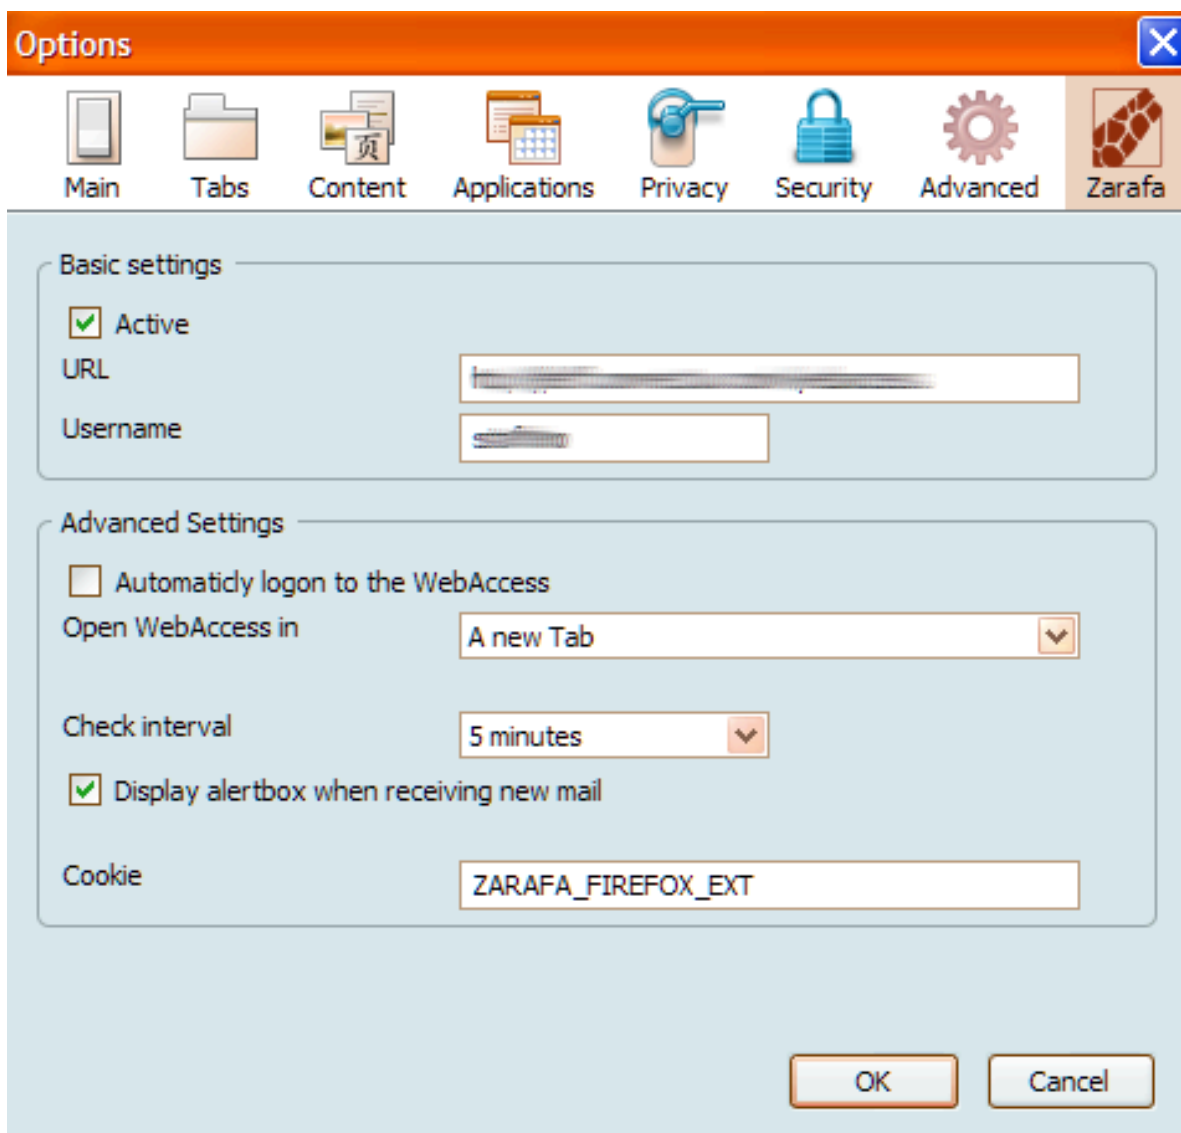 Options
Main Tabs Content Applications Privacy Security Advanced Zarafa
页
Basic settings
Active
URL
Username
Advanced Settings
Automaticly logon to the WebAccess
Open WebAccess in A new Tab
Check interval 5 minutes
Display alertbox when receiving new mail
Cookie ZARAFA_FIREFOX_EXT
OK Cancel